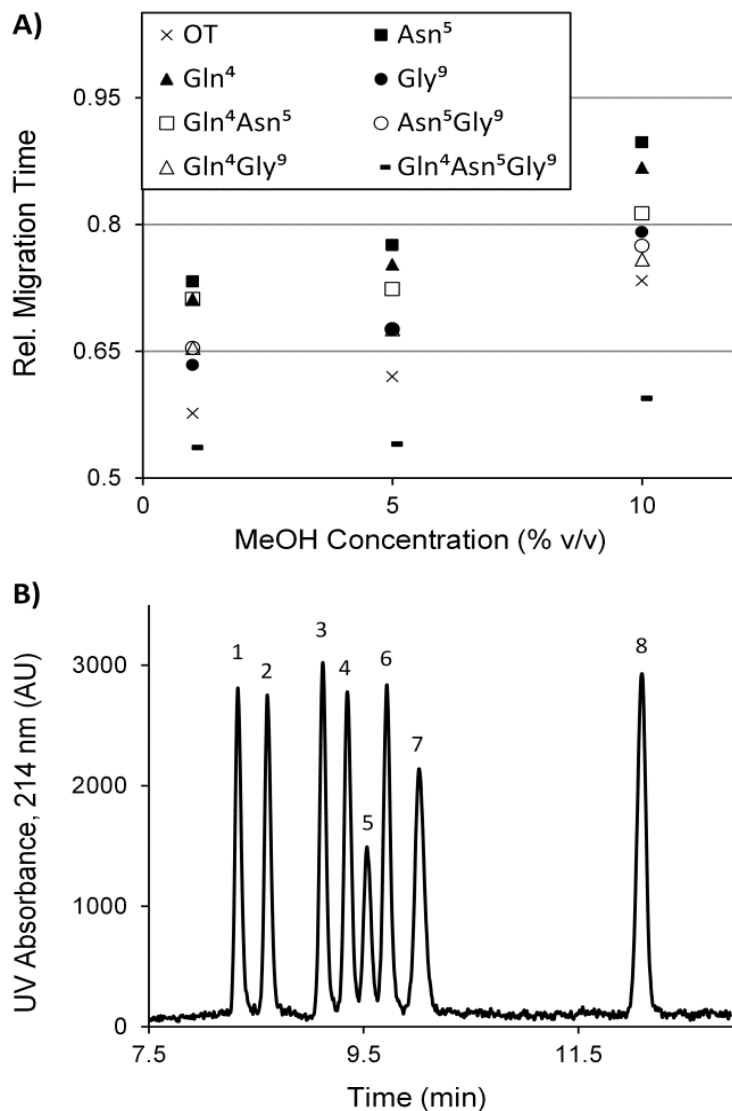 A)
OT Asn⁵
Gln⁴ Gly⁹
Gln⁴Asn⁵ Asn⁵Gly⁹
Gln⁴Gly⁹ Gln⁴Asn⁵Gly⁹
Rel. Migration Time
0.95
0.8
0.65
0.5
0 5 10
MeOH Concentration (% v/v)
B)
UV Absorbance, 214 nm (AU)
3000
2000
1000
0
1 2 3 4 5 6 7 8
7.5 9.5 11.5
Time (min)